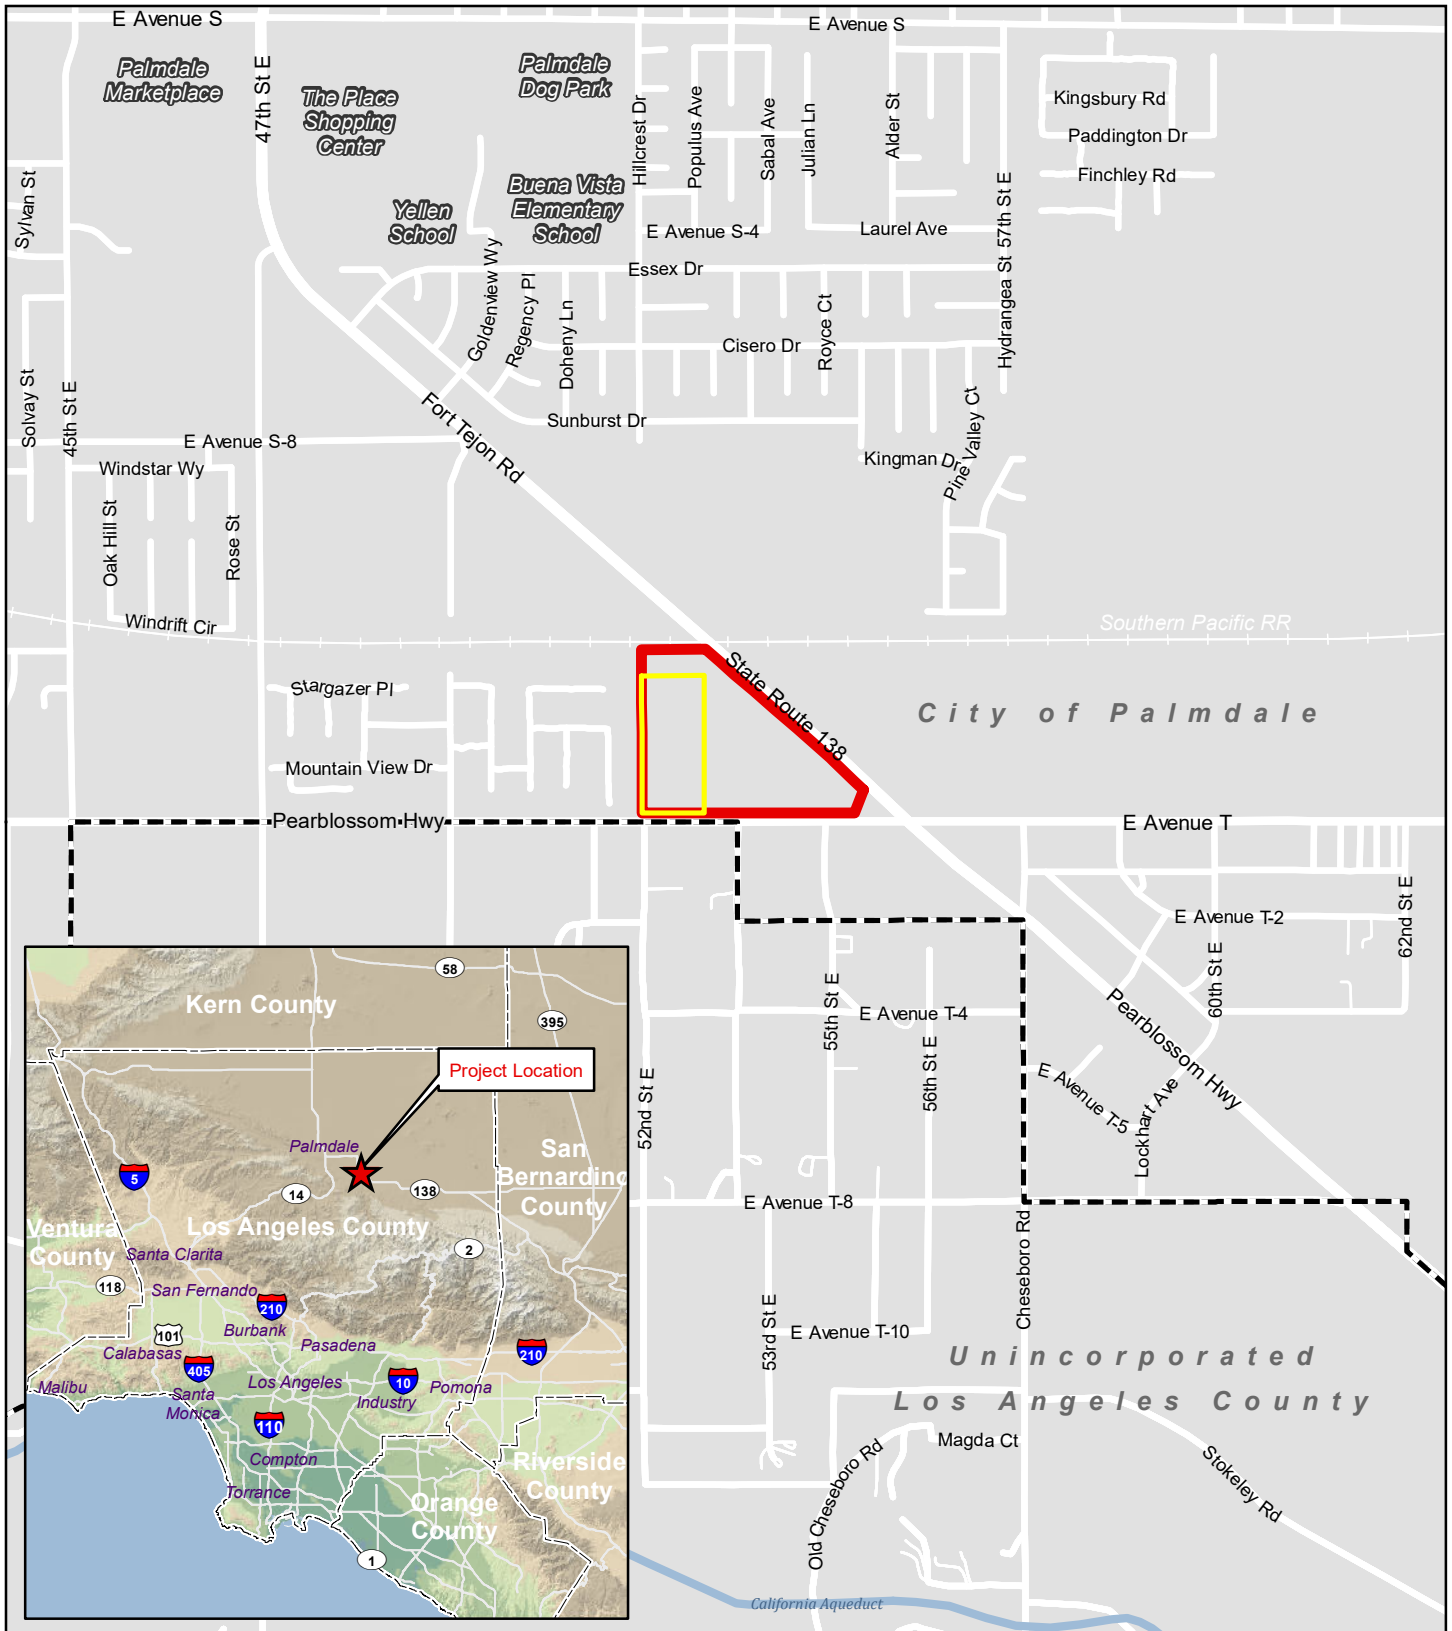 E Avenue S
E Avenue S
Palmdale
Marketplace
47th St E
The Place
Shopping
Center
Palmdale
Dog Park
Hillcrest Dr
Populus Ave
Sabal Ave
Julian Ln
Alder St
Kingsbury Rd
Paddington Dr
Finchley Rd
Sylvan St
Yellen
School
Buena Vista
Elementary
School
E Avenue S-4
Laurel Ave
57th St E
Hydrangea St
Essex Dr
Goldenview Wy
Regency Pl
Doheny Ln
Cisero Dr
Royce Ct
Solvay St
45th St E
Fort Tejon Rd
Sunburst Dr
Pine Valley Ct
Kingman Dr
E Avenue S-8
Windstar Wy
Oak Hill St
Rose St
Windrift Cir
Southern Pacific RR
State Route 138
Stargazer Pl
City of Palmdale
Mountain View Dr
Pearblossom Hwy
E Avenue T
E Avenue T-2
62nd St E
60th St E
55th St E
E Avenue T-4
56th St E
Pearblossom Hwy
E Avenue T-5
Lockhart Ave
52nd St E
E Avenue T-8
Cheseboro Rd
53rd St E
E Avenue T-10
Unincorporated
Los Angeles County
Magda Ct
Old Cheseboro Rd
Stokeley Rd
California Aqueduct
58
Kern County
395
Project Location
Palmdale
5
14
138
San
Bernardino
County
Los Angeles County
Ventura
County
Santa Clarita
2
118
San Fernando
210
101
Burbank
Pasadena
210
Calabasas
405
Los Angeles
10
Pomona
Malibu
Santa
Monica
Industry
110
Compton
Riverside
County
Torrance
Orange
County
1